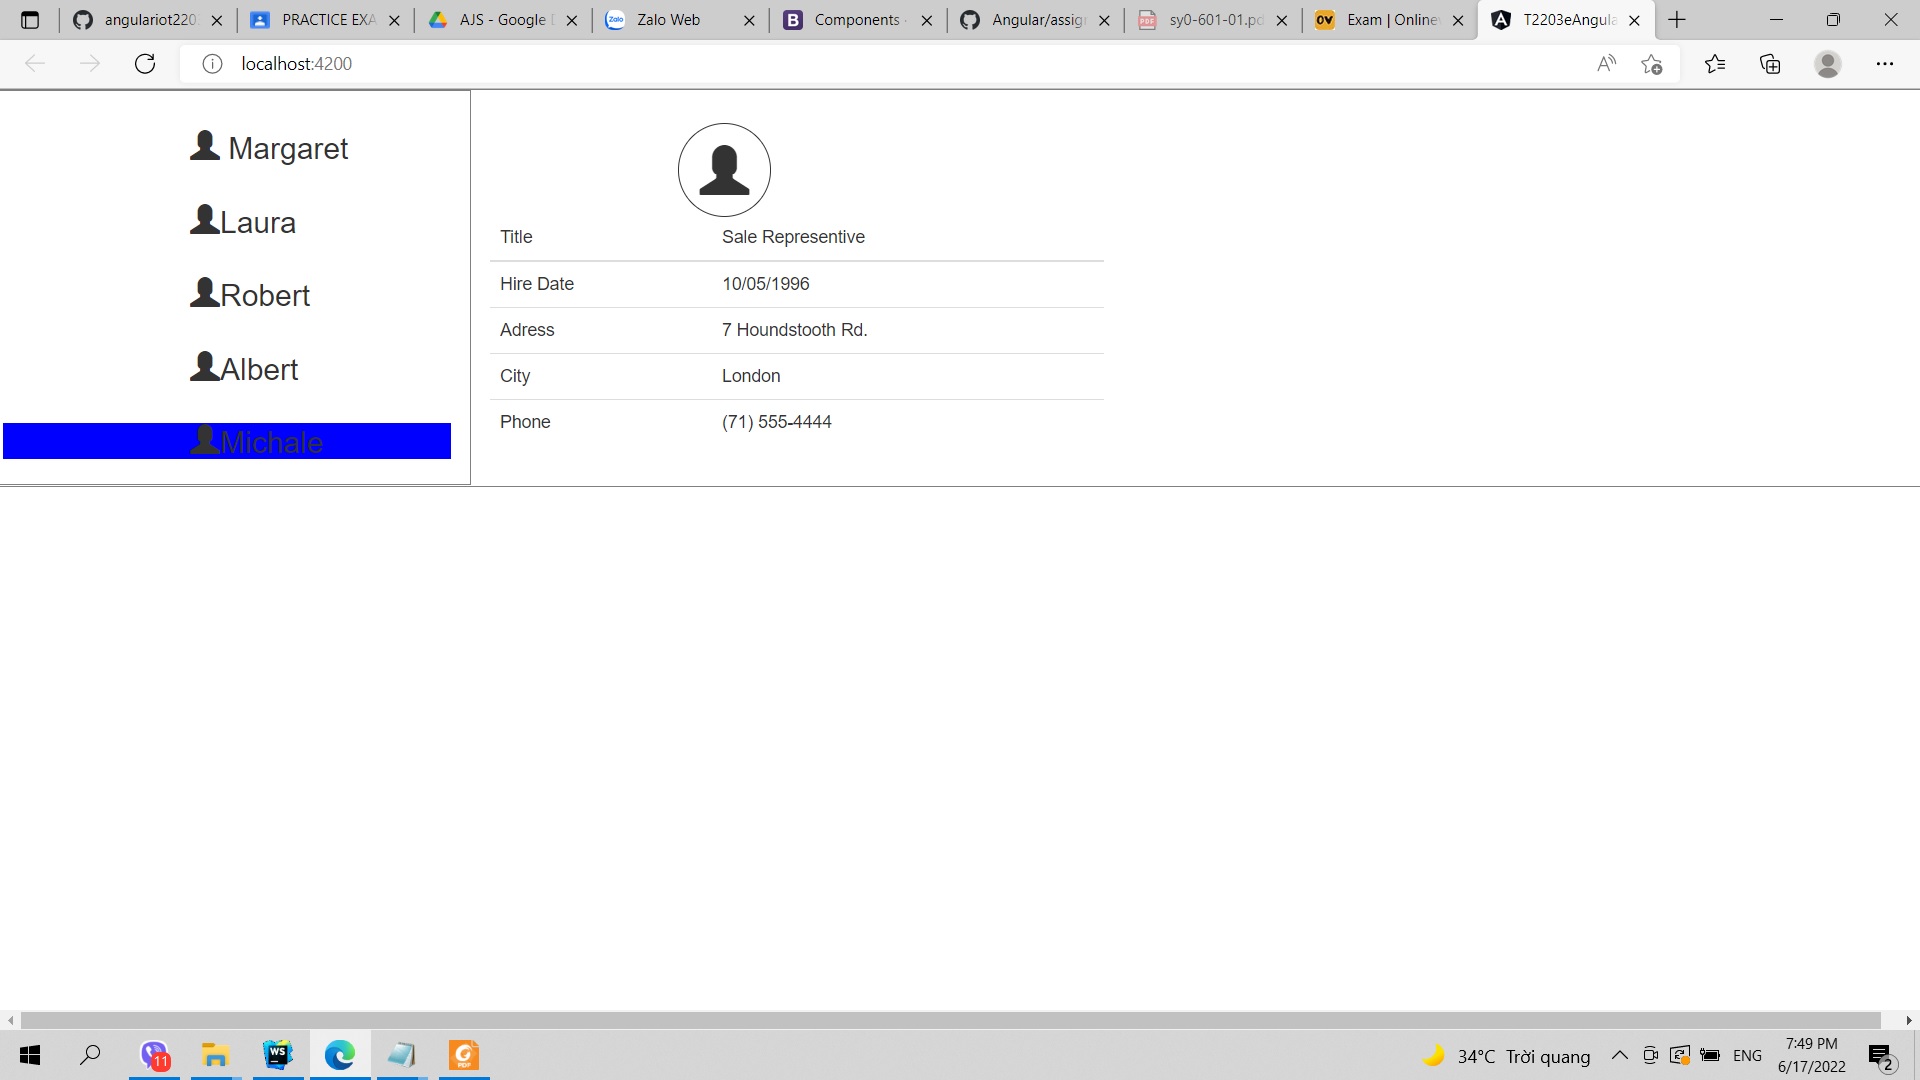 angulariot220
PRACTICE EXA
AJS - Google D
Zalo Web
Components
Angular/assig
sy0-601-01.pd
Exam | Online
T2203eAngula
localhost:4200
Margaret
Laura
Robert
Albert
Michale
Title Sale Representive
Hire Date 10/05/1996
Adress 7 Houndstooth Rd.
City London
Phone (71) 555-4444
11
WS
PDF
34°C Trời quang
ENG
7:49 PM
6/17/2022
2